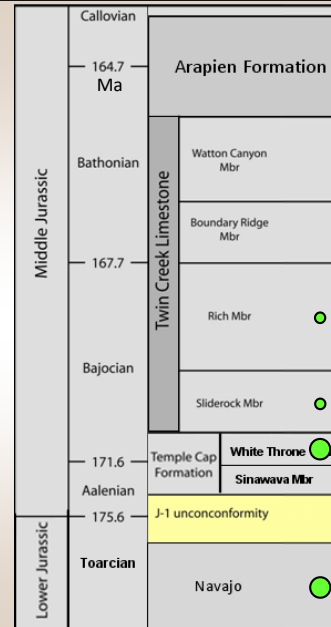 Callovian
164.7
Ma
Arapien Formation
Middle Jurassic
Bathonian
Twin Creek Limestone
Watton Canyon
Mbr
Boundary Ridge
Mbr
167.7
Rich Mbr
Bajocian
Sliderock Mbr
171.6
Temple Cap
Formation
White Throne
Sinawava Mbr
Aalenian
175.6
J-1 unconformity
Lower Jurassic
Toarcian
Navajo